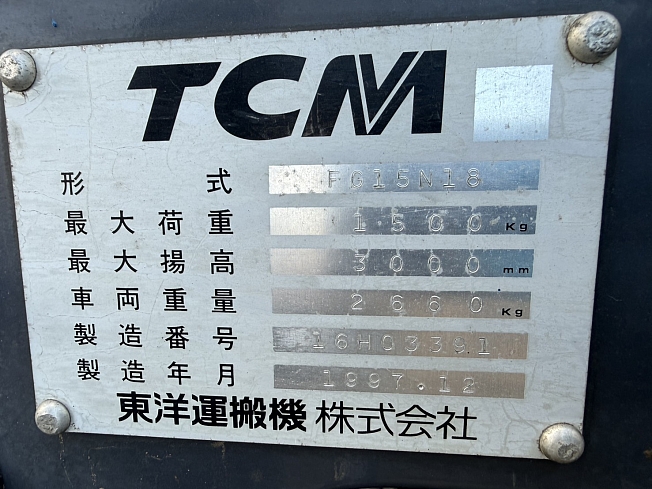 TCM
形式 FG15N18
最大荷重 1500 Kg
最大揚高 3000 mm
車両重量 2660 Kg
製造番号 16H03391
製造年月 1997.12
東洋運搬機株式会社